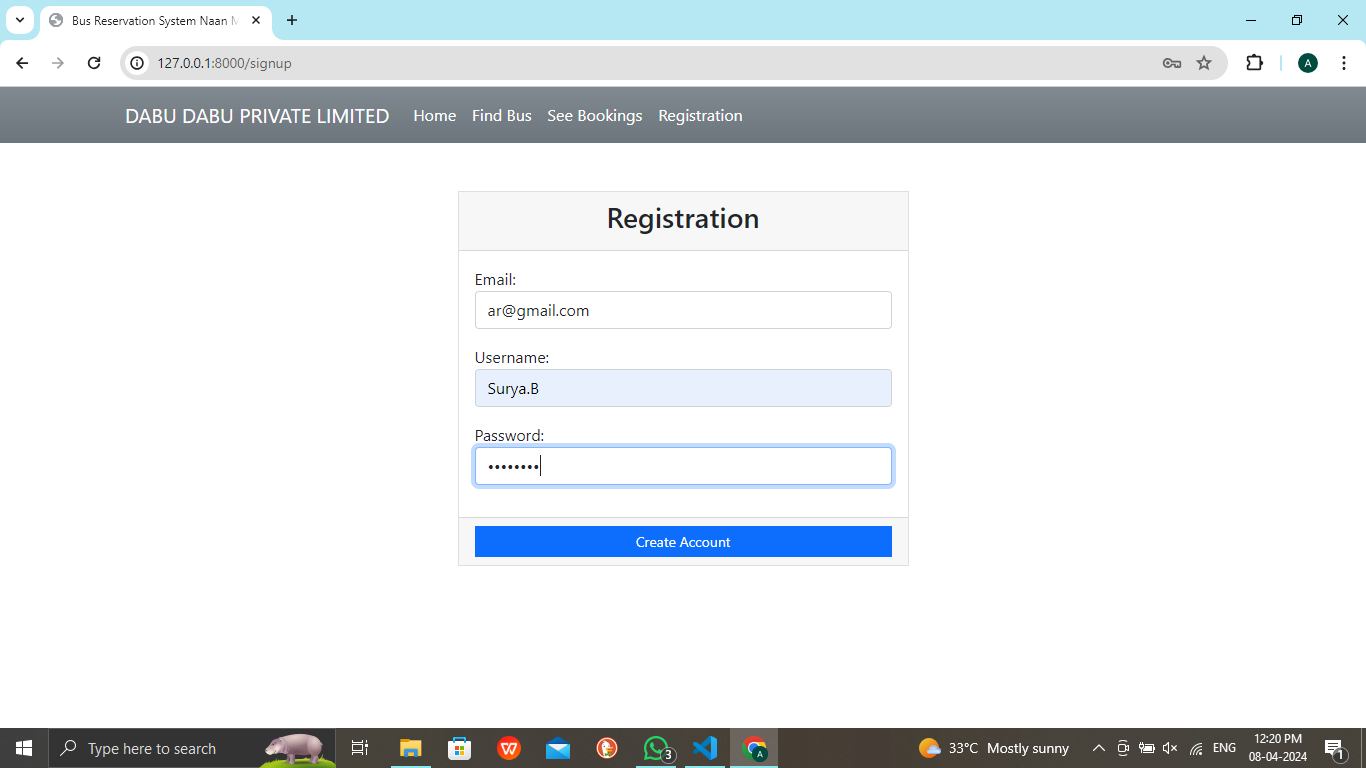 Bus Reservation System Naan M
127.0.0.1:8000/signup
A
DABU DABU PRIVATE LIMITED Home Find Bus See Bookings Registration
Registration
Email:
ar@gmail.com
Username:
Surya.B
Password:
••••••••
Create Account
Type here to search
W
3
A
33°C Mostly sunny
ENG
12:20 PM
08-04-2024
1